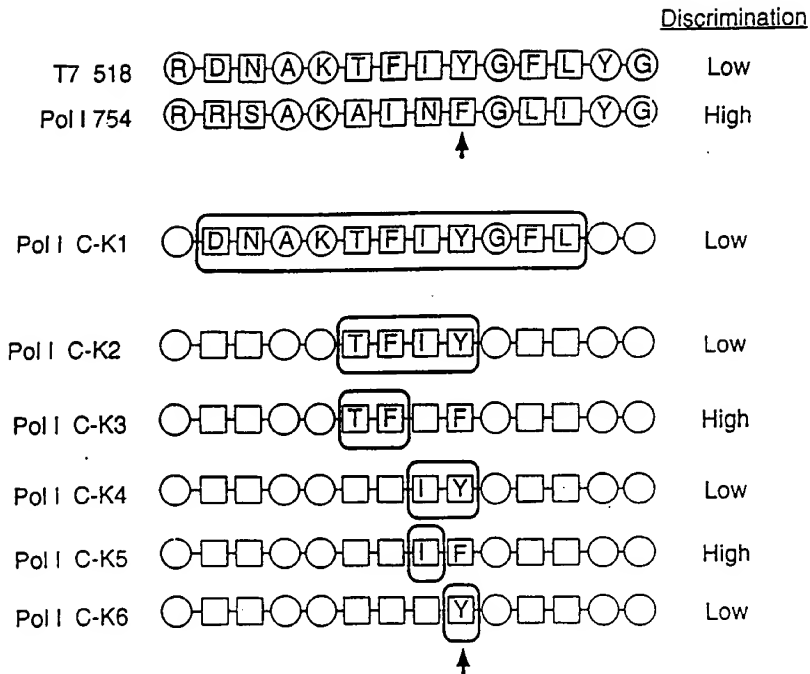 Discrimination
T7 518 R D N A K T F I Y G F L Y G Low
Pol I 754 R R S A K A I N F G L I Y G High
Pol I C-K1 D N A K T F I Y G F L Low
Pol I C-K2 T F I Y Low
Pol I C-K3 T F F High
Pol I C-K4 I Y Low
Pol I C-K5 I F High
Pol I C-K6 Y Low